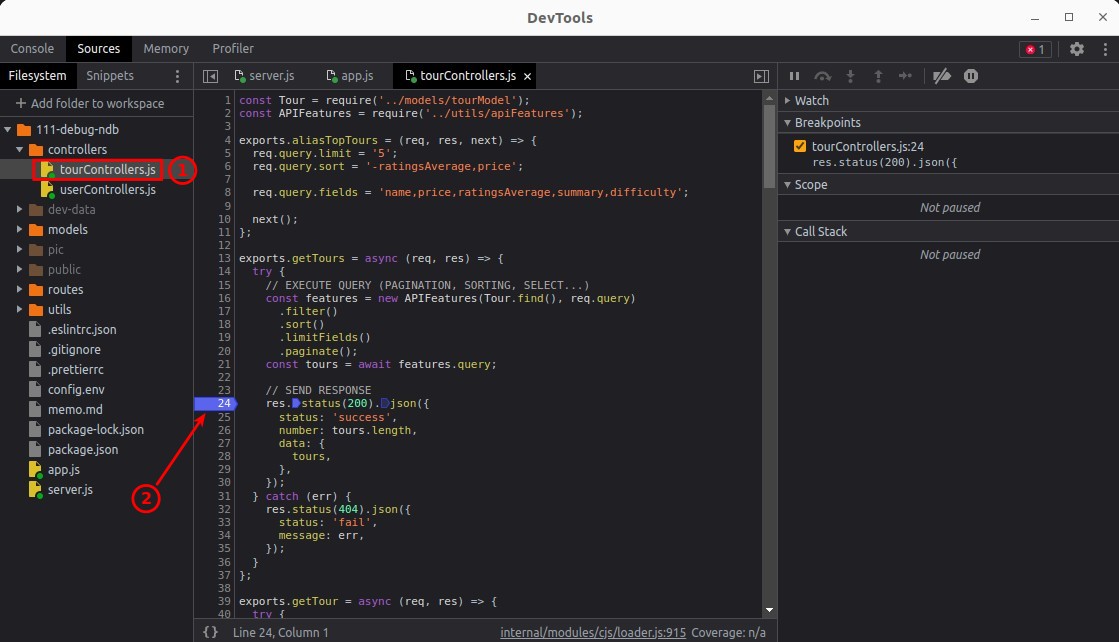 DevTools
Console Sources Memory Profiler 1
Filesystem Snippets
server.js app.js tourControllers.js
+ Add folder to workspace
111-debug-ndb
controllers
tourControllers.js 1
userControllers.js
dev-data
models
pic
public
routes
utils
.eslintrc.json
.gitignore
.prettierrc
config.env
memo.md
package-lock.json
package.json
app.js
server.js
2
1 const Tour = require('../models/tourModel');
2 const APIFeatures = require('../utils/apiFeatures');
3
4 exports.aliasTopTours = (req, res, next) => {
5 req.query.limit = '5';
6 req.query.sort = '-ratingsAverage,price';
7
8 req.query.fields = 'name,price,ratingsAverage,summary,difficulty';
9
10 next();
11 };
12
13 exports.getTours = async (req, res) => {
14 try {
15 // EXECUTE QUERY (PAGINATION, SORTING, SELECT...)
16 const features = new APIFeatures(Tour.find(), req.query)
17 .filter()
18 .sort()
19 .limitFields()
20 .paginate();
21 const tours = await features.query;
22
23 // SEND RESPONSE
24 res.status(200).json({
25 status: 'success',
26 number: tours.length,
27 data: {
28 tours,
29 },
30 });
31 } catch (err) {
32 res.status(404).json({
33 status: 'fail',
34 message: err,
35 });
36 }
37 };
38
39 exports.getTour = async (req, res) => {
40 try {
{} Line 24, Column 1 internal/modules/cjs/loader.js:915 Coverage: n/a
Watch
Breakpoints
tourControllers.js:24
res.status(200).json({
Scope
Not paused
Call Stack
Not paused